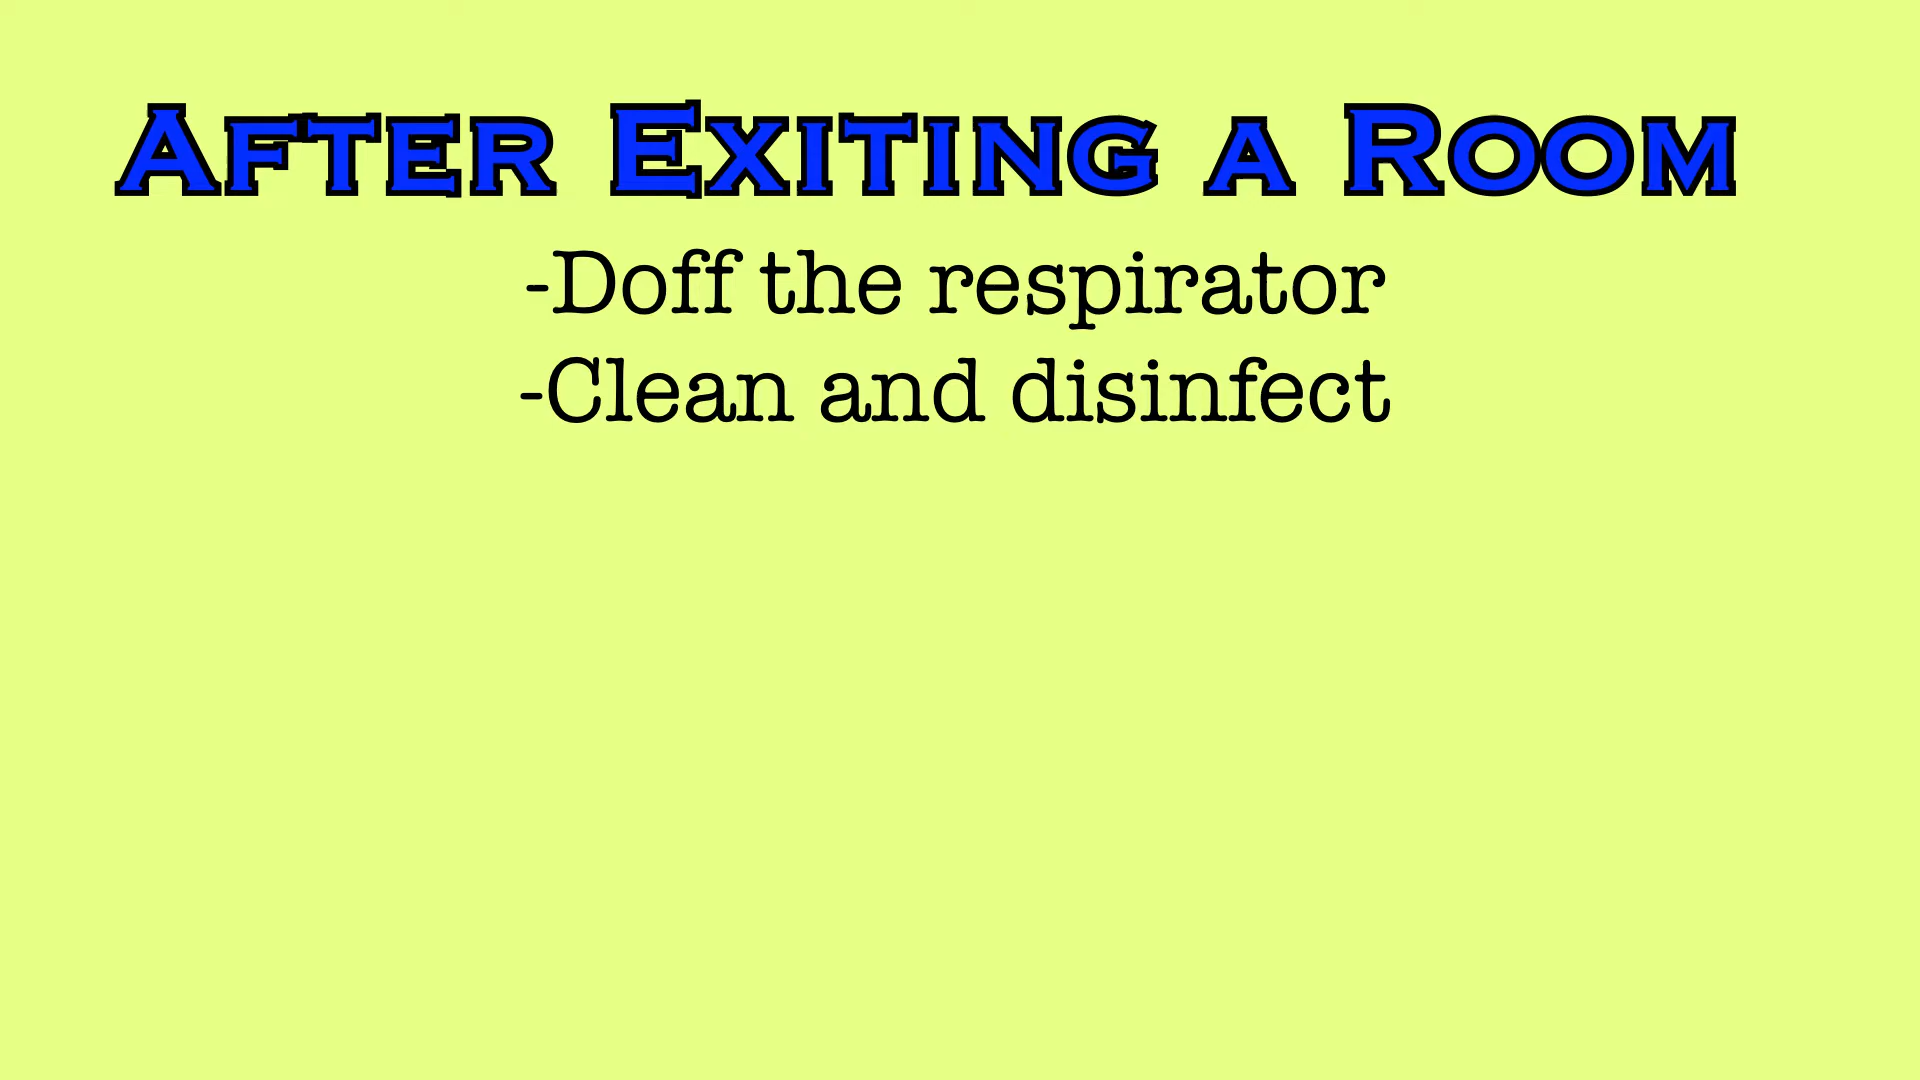 After Exiting a Room
-Doff the respirator
-Clean and disinfect